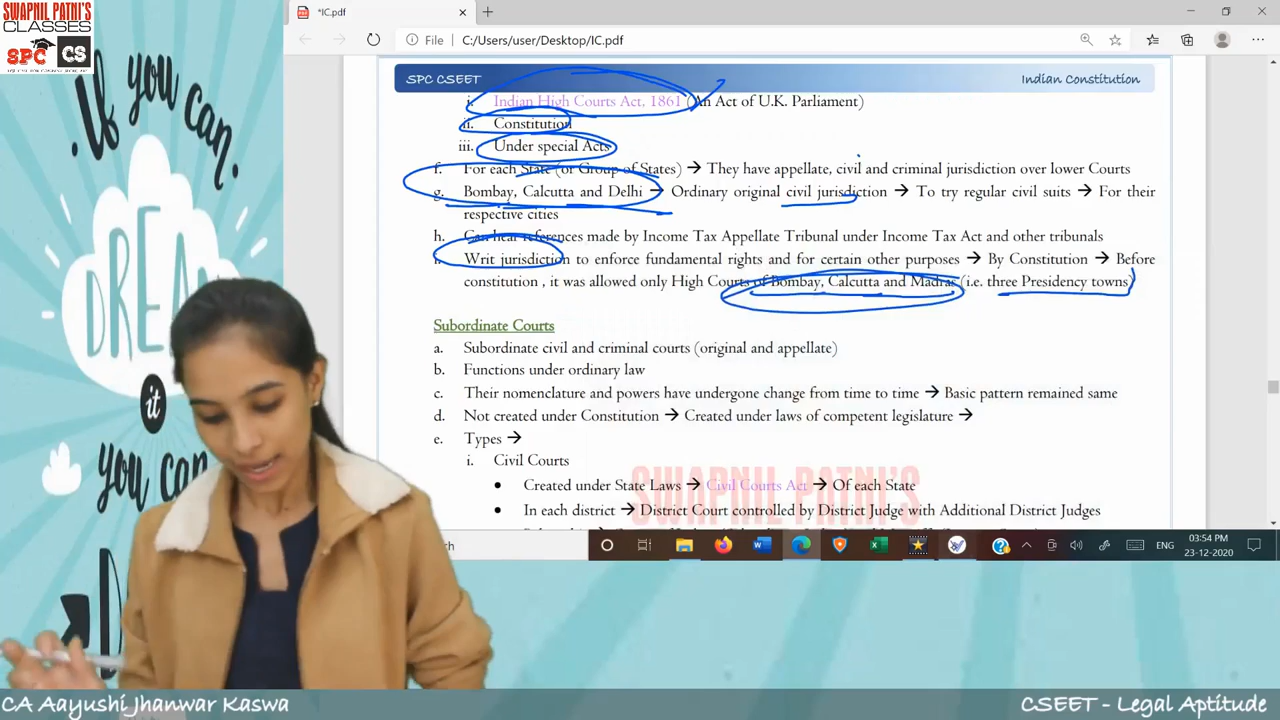 SWAPNIL PATNI'S
CLASSES
SPC CS
If you can
DREAM
it
you can
*IC.pdf
File C:/Users/user/Desktop/IC.pdf
SPC CSEET Indian Constitution
i. Indian High Courts Act, 1861 (An Act of U.K. Parliament)
ii. Constitution
iii. Under special Acts
f. For each State (or Group of States) → They have appellate, civil and criminal jurisdiction over lower Courts
g. Bombay, Calcutta and Delhi → Ordinary original civil jurisdiction → To try regular civil suits → For their
respective cities
h. Can hear references made by Income Tax Appellate Tribunal under Income Tax Act and other tribunals
i. Writ jurisdiction to enforce fundamental rights and for certain other purposes → By Constitution → Before
constitution , it was allowed only High Courts of Bombay, Calcutta and Madras (i.e. three Presidency towns)
Subordinate Courts
a. Subordinate civil and criminal courts (original and appellate)
b. Functions under ordinary law
c. Their nomenclature and powers have undergone change from time to time → Basic pattern remained same
d. Not created under Constitution → Created under laws of competent legislature →
e. Types →
i. Civil Courts
• Created under State Laws → Civil Courts Act → Of each State
• In each district → District Court controlled by District Judge with Additional District Judges
SWAPNIL PATNI'S
ENG
03:54 PM
23-12-2020
CA Aayushi Jhanwar Kaswa
CSEET - Legal Aptitude